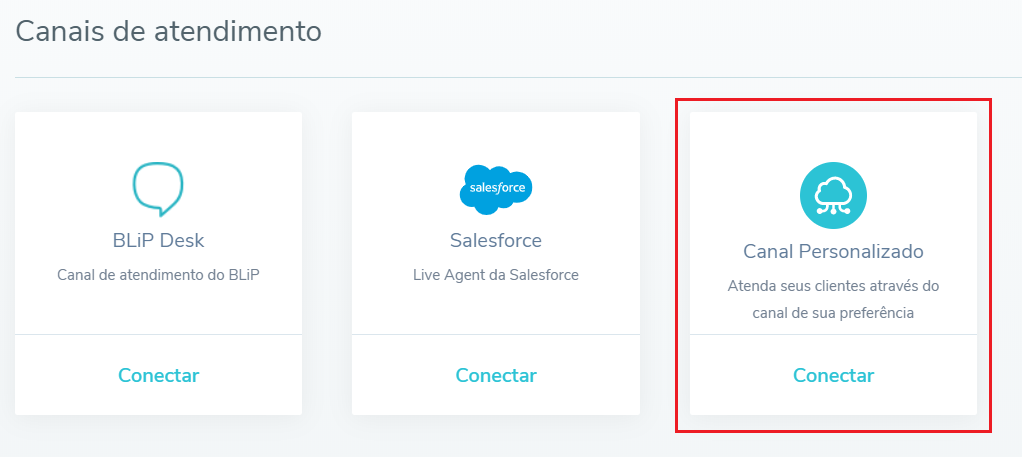 Canais de atendimento
BLiP Desk
Canal de atendimento do BLiP
Conectar
salesforce
Salesforce
Live Agent da Salesforce
Conectar
Canal Personalizado
Atenda seus clientes através do
canal de sua preferência
Conectar